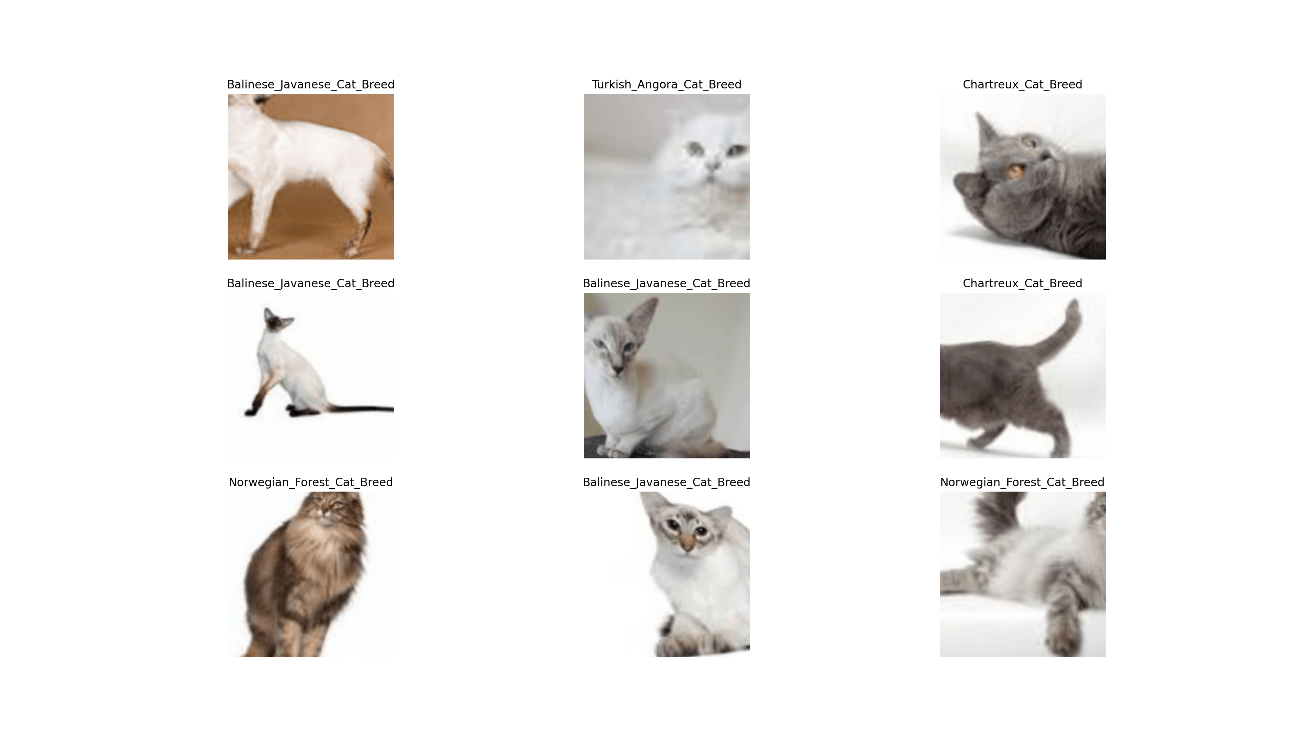 Balinese_Javanese_Cat_Breed
Turkish_Angora_Cat_Breed
Chartreux_Cat_Breed
Balinese_Javanese_Cat_Breed
Balinese_Javanese_Cat_Breed
Chartreux_Cat_Breed
Norwegian_Forest_Cat_Breed
Balinese_Javanese_Cat_Breed
Norwegian_Forest_Cat_Breed